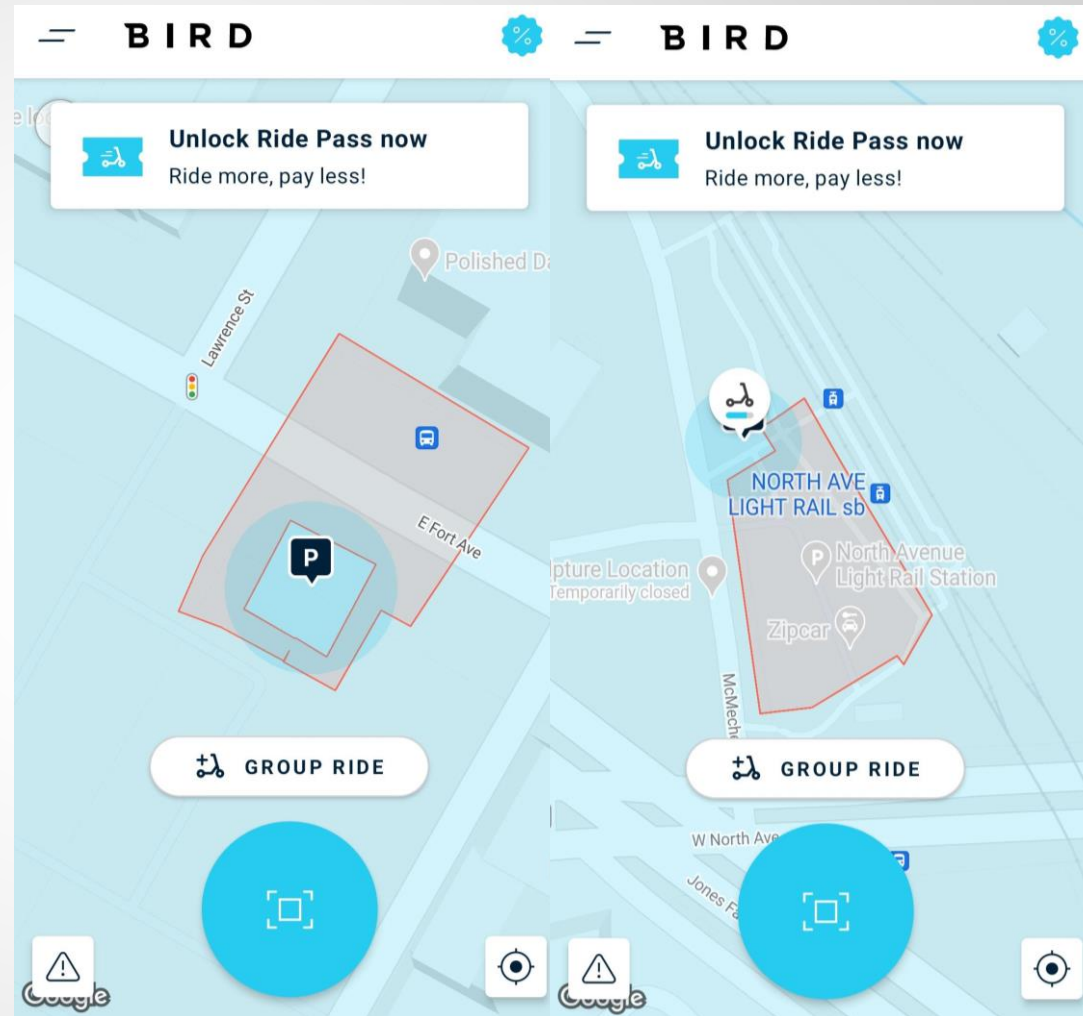 BIRD
Unlock Ride Pass now
Ride more, pay less!
Polished Da
Lawrence St
E Fort Ave
P
GROUP RIDE
Google
BIRD
%
Unlock Ride Pass now
Ride more, pay less!
NORTH AVE
LIGHT RAIL sb
P
North Avenue
Light Rail Station
pture Location
Temporarily closed
Zipcar
McMeche
GROUP RIDE
W North Ave
Jones Fa
Google